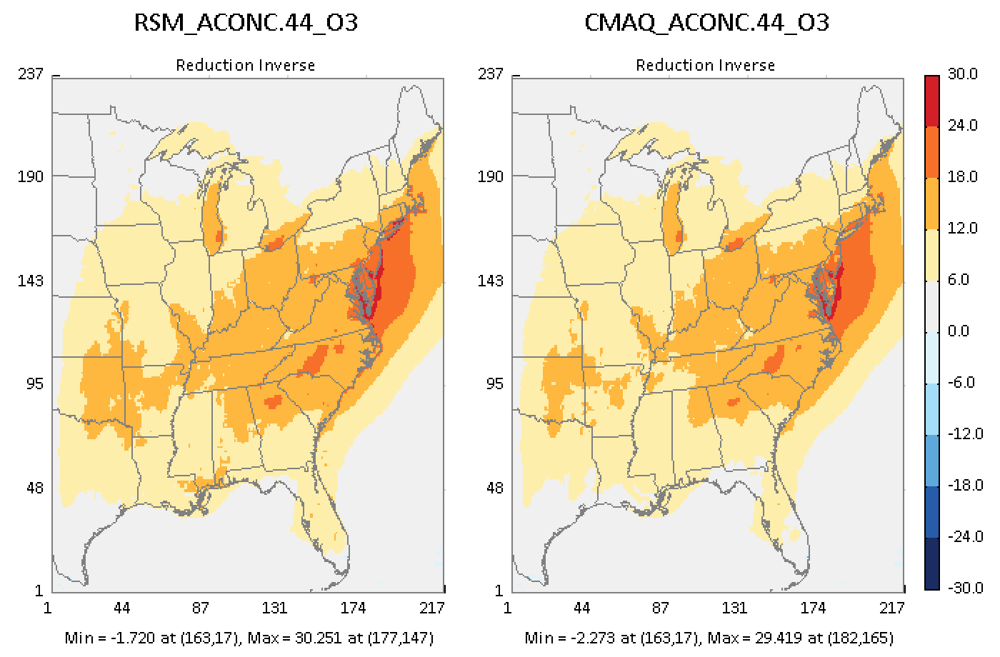 RSM_ACONC.44_O3
CMAQ_ACONC.44_O3
Reduction Inverse
Reduction Inverse
237
190
143
95
48
1
1 44 87 131 174 217
237
190
143
95
48
1
1 44 87 131 174 217
30.0
24.0
18.0
12.0
6.0
0.0
-6.0
-12.0
-18.0
-24.0
-30.0
Min = -1.720 at (163,17), Max = 30.251 at (177,147)
Min = -2.273 at (163,17), Max = 29.419 at (182,165)